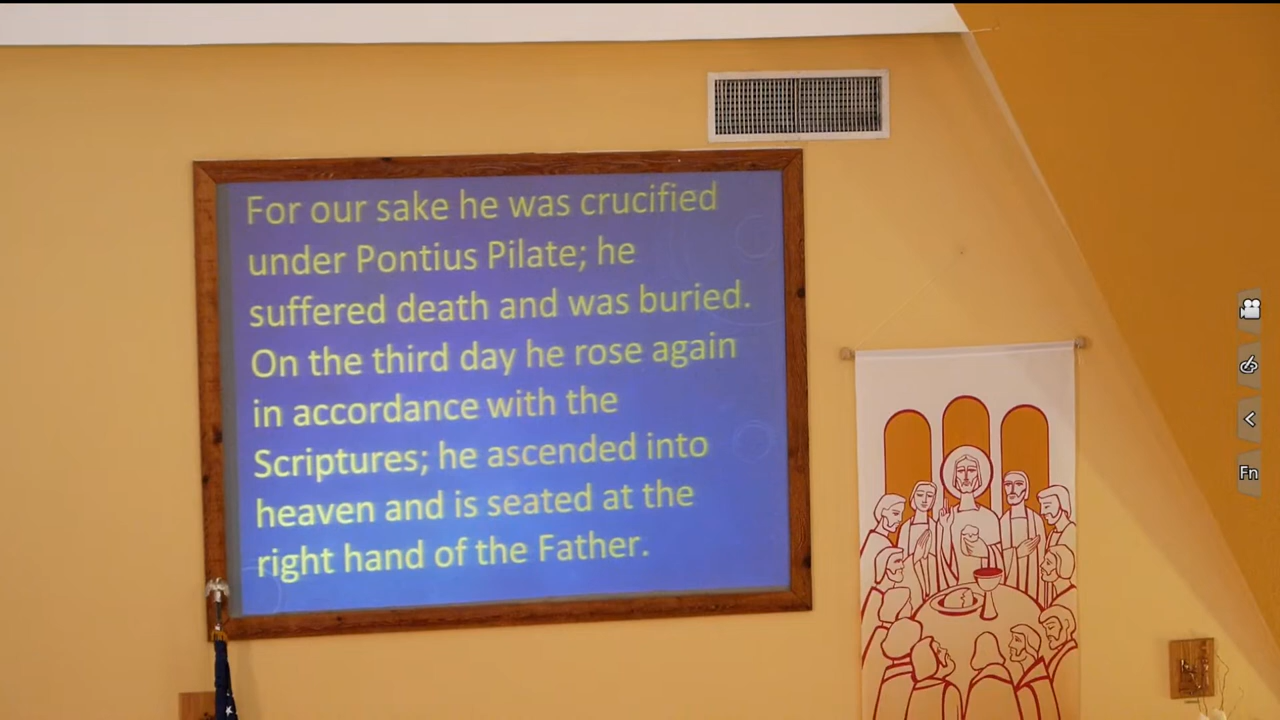 For our sake he was crucified
under Pontius Pilate; he
suffered death and was buried.
On the third day he rose again
in accordance with the
Scriptures; he ascended into
heaven and is seated at the
right hand of the Father.
Fn